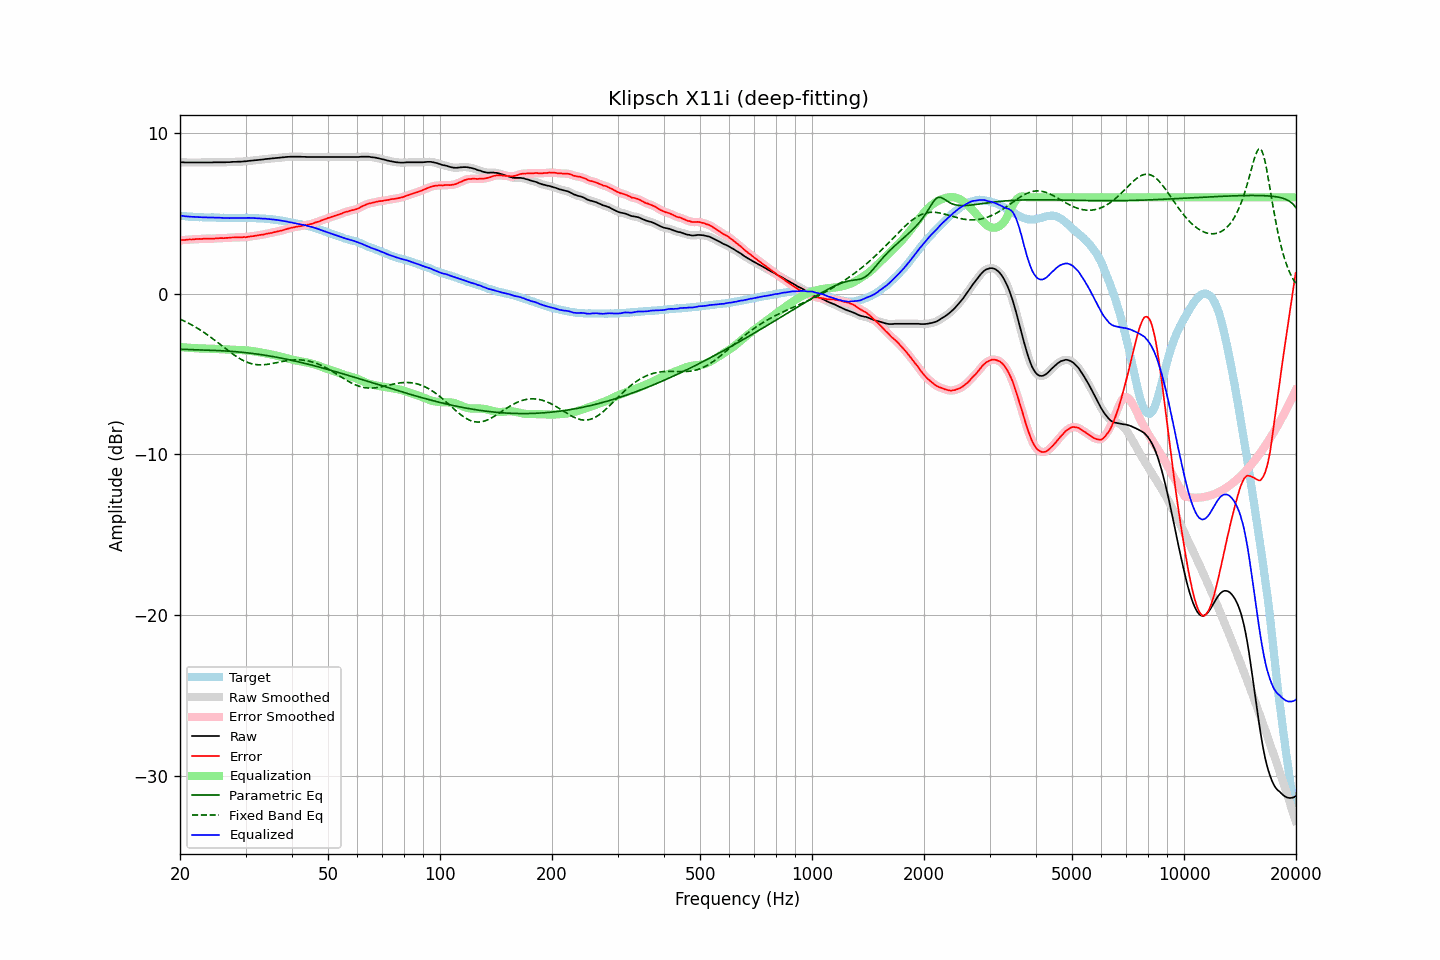 Klipsch X11i (deep-fitting)
10
0
−10
−20
−30
Amplitude (dBr)
Target
Raw Smoothed
Error Smoothed
Raw
Error
Equalization
Parametric Eq
Fixed Band Eq
Equalized
20 50 100 200 500 1000 2000 5000 10000 20000
Frequency (Hz)